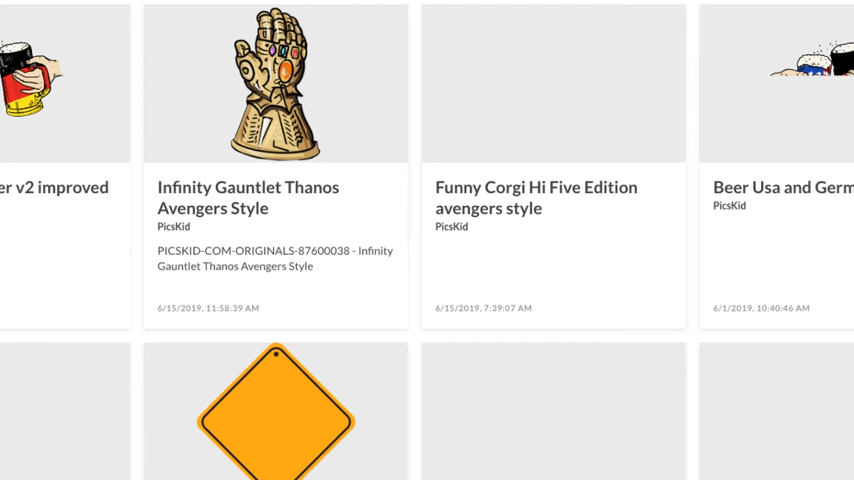 er v2 improved
Infinity Gauntlet Thanos
Avengers Style
PicsKid
PICSKID-COM-ORIGINALS-87600038 - Infinity
Gauntlet Thanos Avengers Style
6/15/2019, 11:58:39 AM
Funny Corgi Hi Five Edition
avengers style
PicsKid
6/15/2019, 7:39:07 AM
Beer Usa and Germ
PicsKid
6/1/2019, 10:40:46 AM